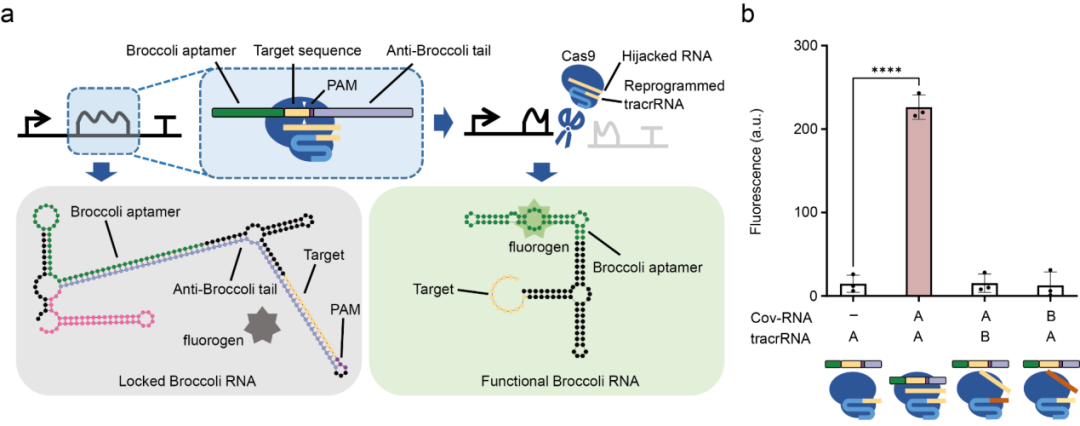 a
Broccoli aptamer
Target sequence
Anti-Broccoli tail
PAM
Cas9
Hijacked RNA
Reprogrammed
tracrRNA
Broccoli aptamer
Target
Anti-Broccoli tail
PAM
fluorogen
Locked Broccoli RNA
fluorogen
Broccoli aptamer
Target
Functional Broccoli RNA
b
300
200
100
0
Fluorescence (a.u.)
****
Cov-RNA – A A B
tracrRNA A A B A